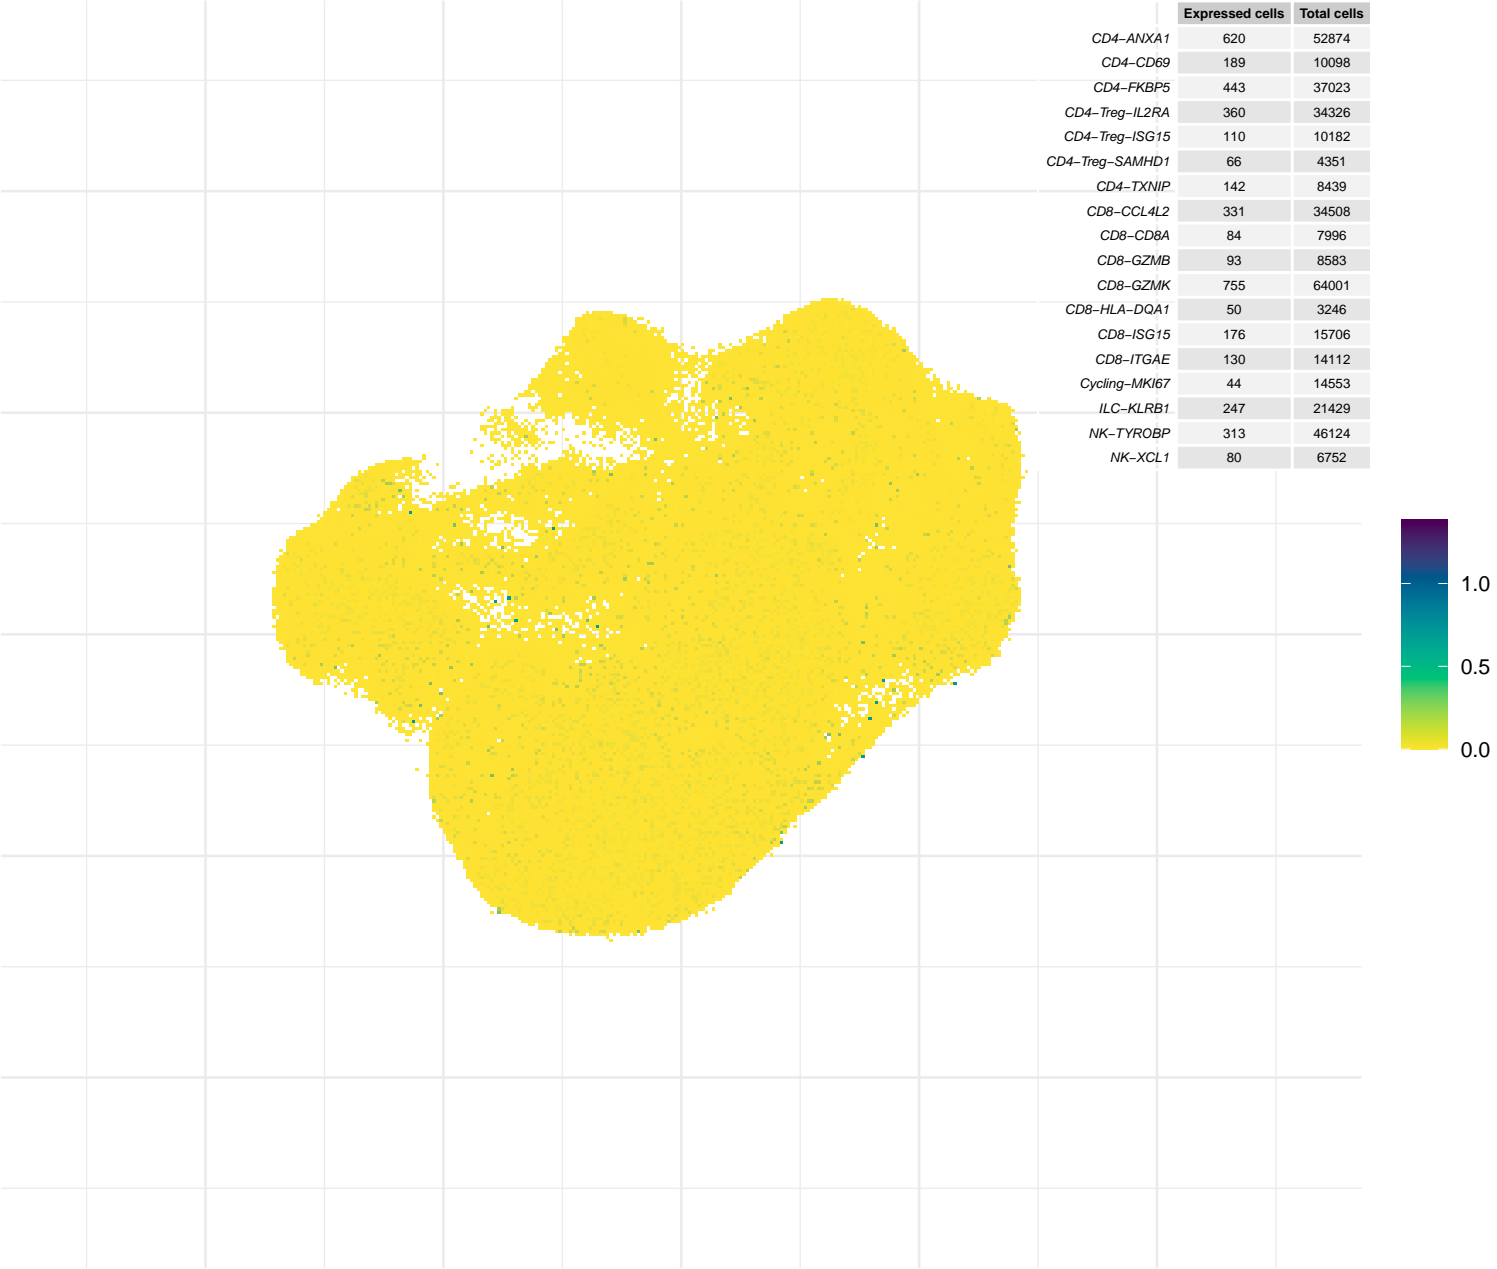 Expressed cells Total cells
CD4−ANXA1 620 52874
CD4−CD69 189 10098
CD4−FKBP5 443 37023
CD4−Treg−IL2RA 360 34326
CD4−Treg−ISG15 110 10182
CD4−Treg−SAMHD1 66 4351
CD4−TXNIP 142 8439
CD8−CCL4L2 331 34508
CD8−CD8A 84 7996
CD8−GZMB 93 8583
CD8−GZMK 755 64001
CD8−HLA−DQA1 50 3246
CD8−ISG15 176 15706
CD8−ITGAE 130 14112
Cycling−MKI67 44 14553
ILC−KLRB1 247 21429
NK−TYROBP 313 46124
NK−XCL1 80 6752
1.0
0.5
0.0